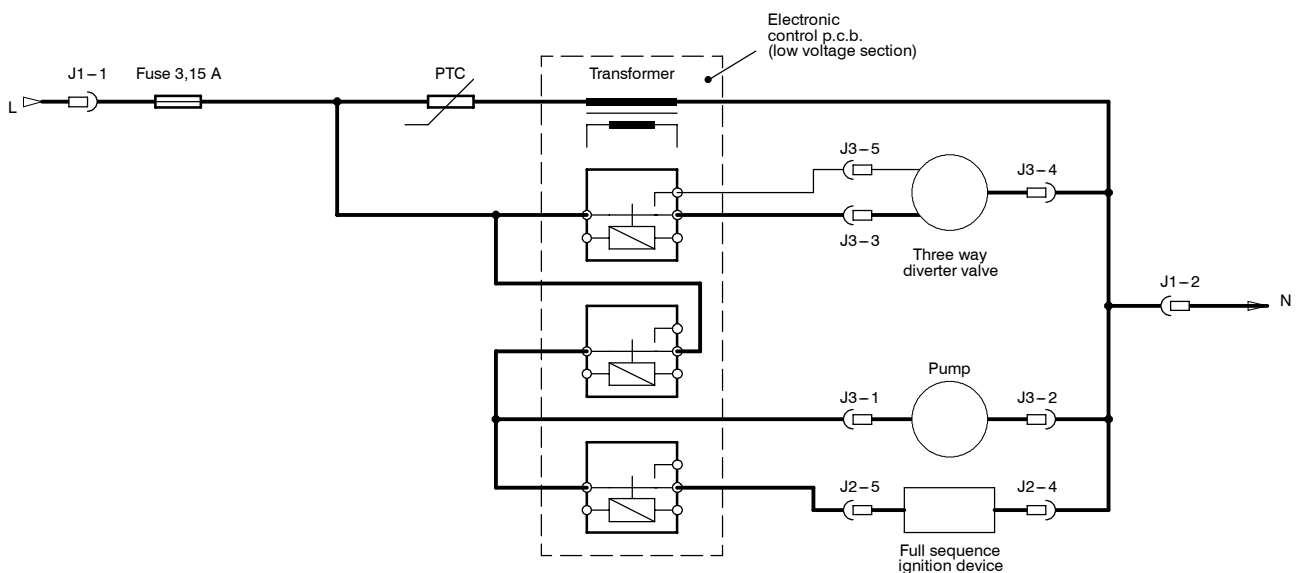 Electronic
control p.c.b.
(low voltage section)
J1–1
Fuse 3,15 A
PTC
Transformer
L
J3–5
J3–4
J3–3
Three way
diverter valve
J1–2
N
Pump
J3–1
J3–2
J2–5
J2–4
Full sequence
ignition device